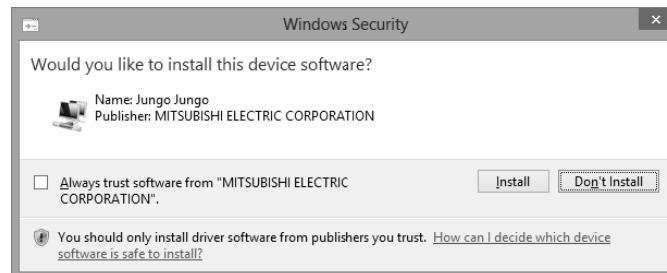 Windows Security
Would you like to install this device software?
Name: Jungo Jungo
Publisher: MITSUBISHI ELECTRIC CORPORATION
Always trust software from "MITSUBISHI ELECTRIC
CORPORATION".
Install
Don't Install
You should only install driver software from publishers you trust. How can I decide which device
software is safe to install?